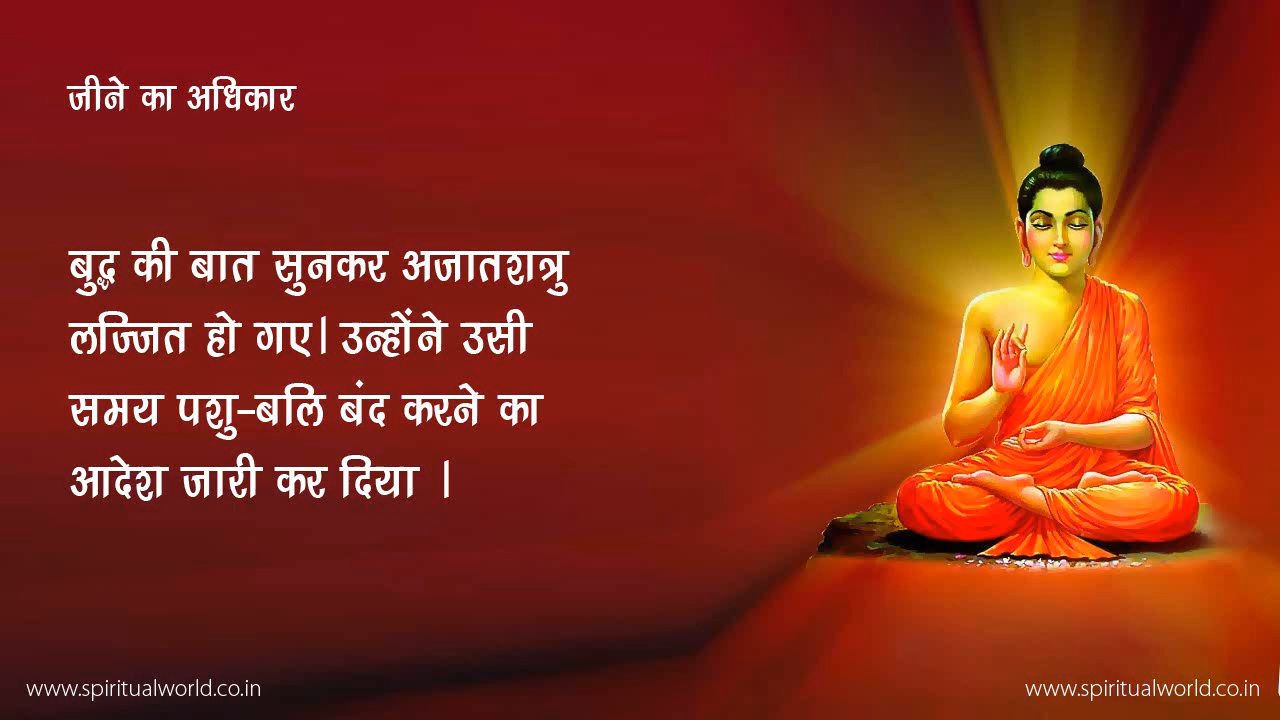 जीने का अधिकार
बुद्ध की बात सुनकर अजातशत्रु
लज्जित हो गए। उन्होंने उसी
समय पशु-बलि बंद करने का
आदेश जारी कर दिया ।
www.spiritualworld.co.in
www.spiritualworld.co.in